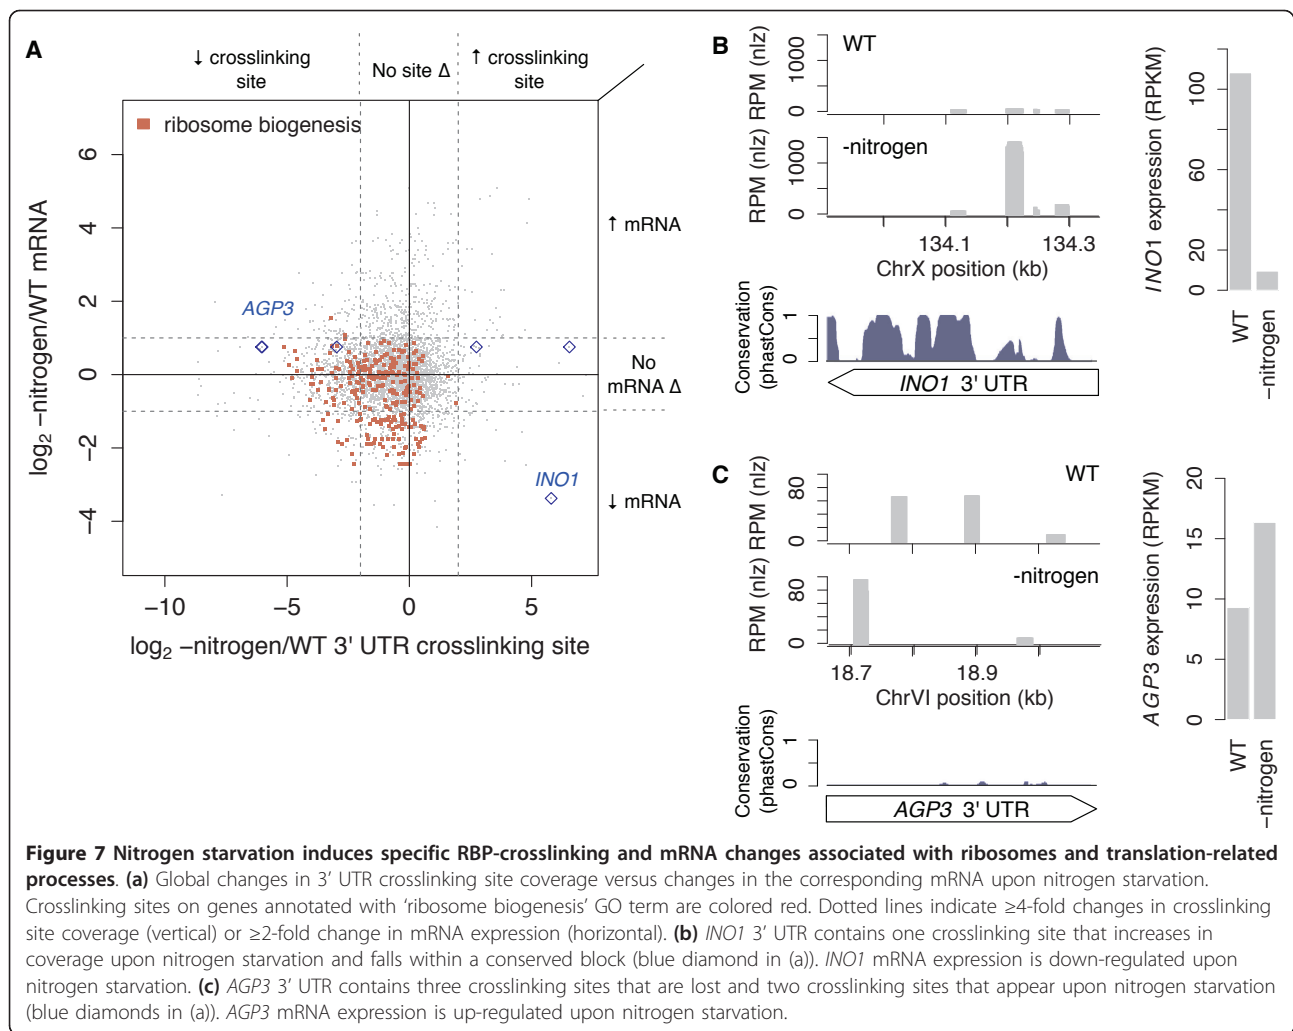 A
↓ crosslinking site
No site Δ
↑ crosslinking site
ribosome biogenesis
log2 −nitrogen/WT mRNA
6
4
2
0
−2
−4
AGP3
INO1
↑ mRNA
No mRNA Δ
↓ mRNA
−10
−5
0
5
log2 −nitrogen/WT 3' UTR crosslinking site
B
WT
RPM (nlz)
1000
0
-nitrogen
RPM (nlz)
1000
0
134.1
134.3
ChrX position (kb)
Conservation (phastCons)
1
0
INO1 3' UTR
INO1 expression (RPKM)
100
60
20
0
WT
−nitrogen
C
WT
RPM (nlz)
80
0
-nitrogen
RPM (nlz)
80
0
18.7
18.9
ChrVI position (kb)
Conservation (phastCons)
1
0
AGP3 3' UTR
AGP3 expression (RPKM)
20
15
10
5
0
WT
−nitrogen
Figure 7 Nitrogen starvation induces specific RBP-crosslinking and mRNA changes associated with ribosomes and translation-related
processes. (a) Global changes in 3′ UTR crosslinking site coverage versus changes in the corresponding mRNA upon nitrogen starvation.
Crosslinking sites on genes annotated with 'ribosome biogenesis' GO term are colored red. Dotted lines indicate ≥4-fold changes in crosslinking
site coverage (vertical) or ≥2-fold change in mRNA expression (horizontal). (b) INO1 3′ UTR contains one crosslinking site that increases in
coverage upon nitrogen starvation and falls within a conserved block (blue diamond in (a)). INO1 mRNA expression is down-regulated upon
nitrogen starvation. (c) AGP3 3′ UTR contains three crosslinking sites that are lost and two crosslinking sites that appear upon nitrogen starvation
(blue diamonds in (a)). AGP3 mRNA expression is up-regulated upon nitrogen starvation.